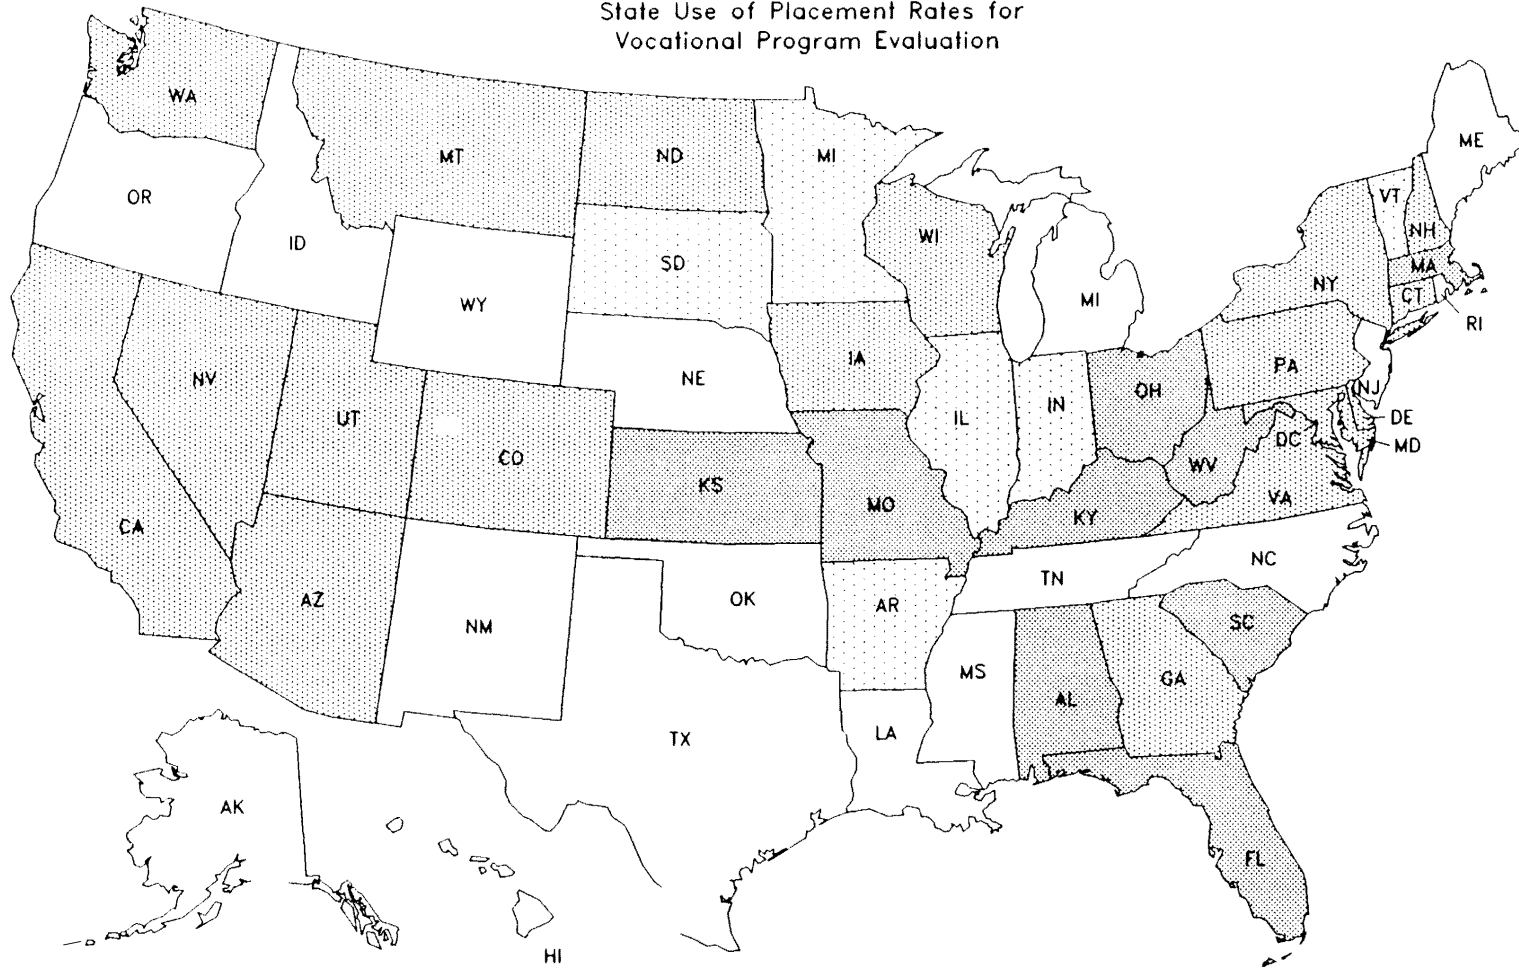 State Use of Placement Rates for
Vocational Program Evaluation
WA
MT
ND
MI
ME
OR
VT
ID
NH
WI
SD
MA
NY
CT
WY
MI
RI
IA
PA
NV
NE
NJ
OH
IN
UT
IL
DE
DC
MD
CO
WV
KS
VA
MO
KY
CA
NC
TN
AZ
OK
AR
SC
NM
MS
GA
AL
LA
TX
AK
FL
HI